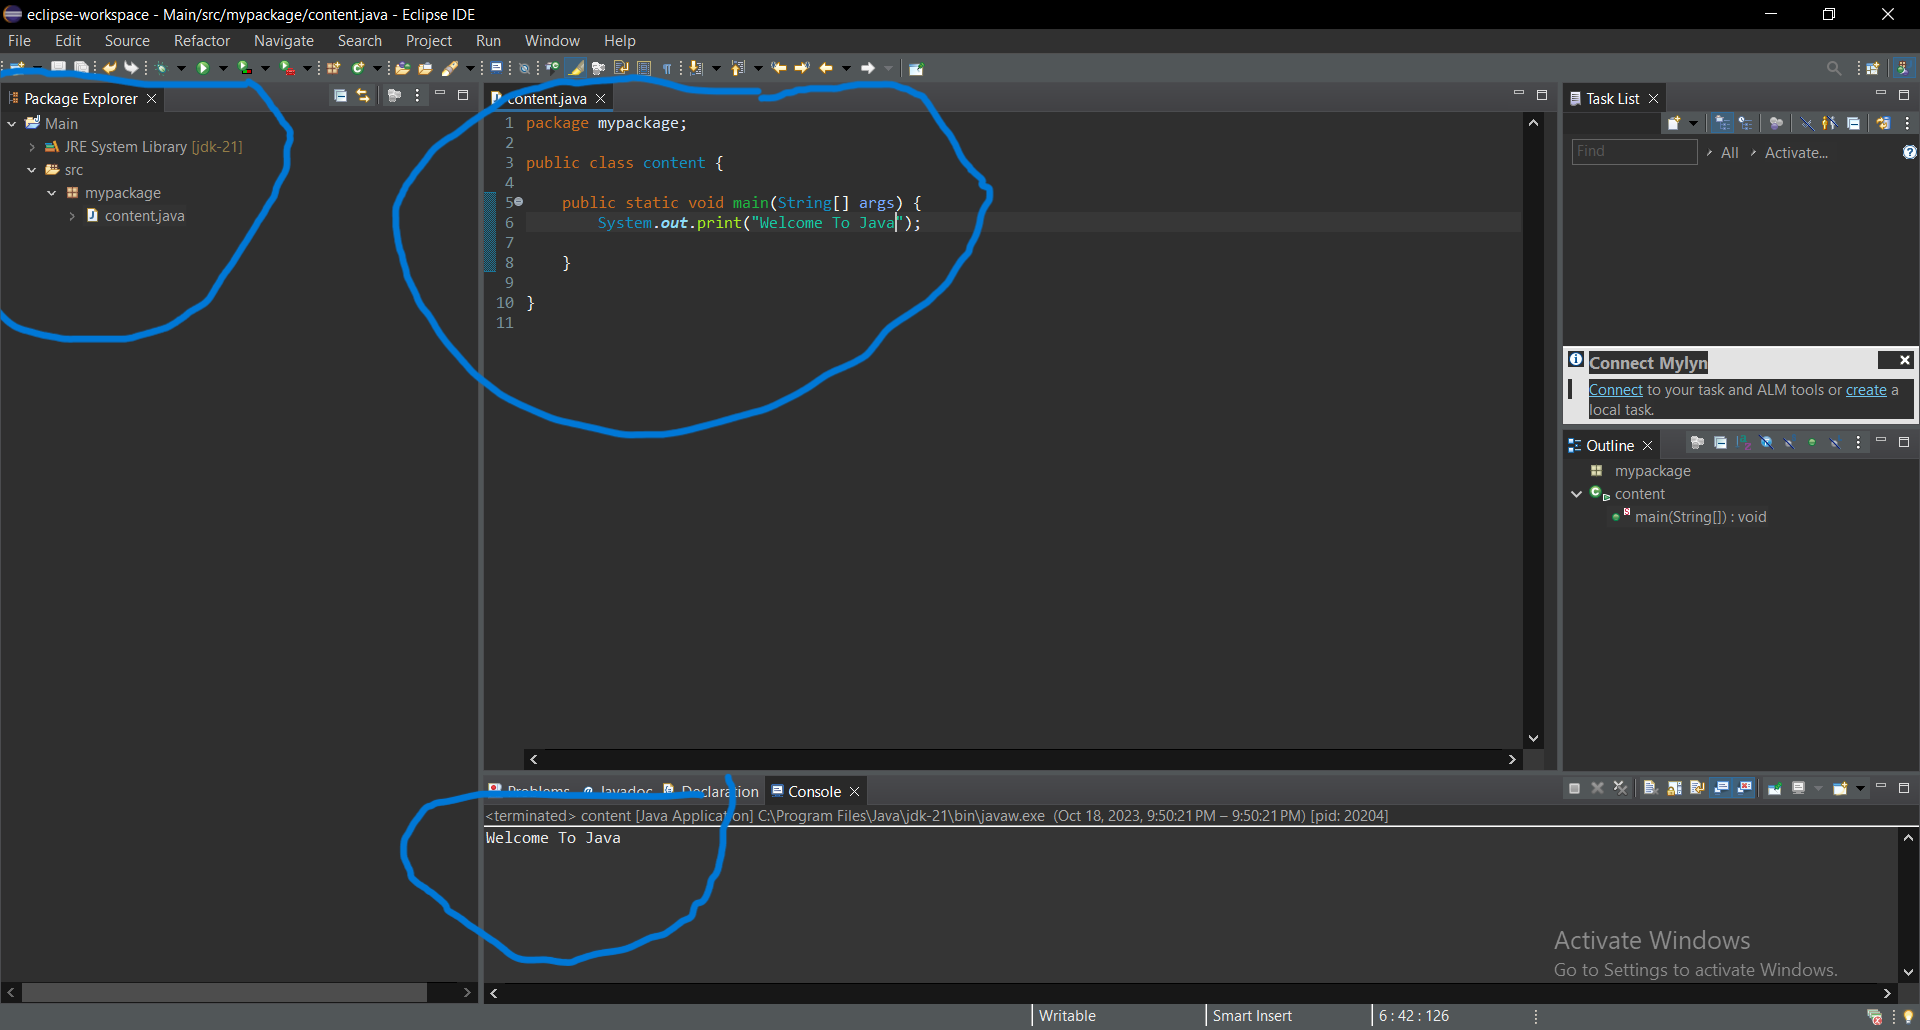 eclipse-workspace - Main/src/mypackage/content.java - Eclipse IDE
File Edit Source Refactor Navigate Search Project Run Window Help
Package Explorer
Main
JRE System Library [jdk-21]
src
mypackage
content.java
content.java
1 package mypackage;
2
3 public class content {
4
5 public static void main(String[] args) {
6 System.out.print("Welcome To Java");
7
8 }
9
10 }
11
Task List
Find All Activate...
Connect Mylyn
Connect to your task and ALM tools or create a
local task.
Outline
mypackage
content
main(String[]) : void
Problems Javadoc Declaration Console
<terminated> content [Java Application] C:\Program Files\Java\jdk-21\bin\javaw.exe (Oct 18, 2023, 9:50:21 PM – 9:50:21 PM) [pid: 20204]
Welcome To Java
Activate Windows
Go to Settings to activate Windows.
Writable Smart Insert 6 : 42 : 126